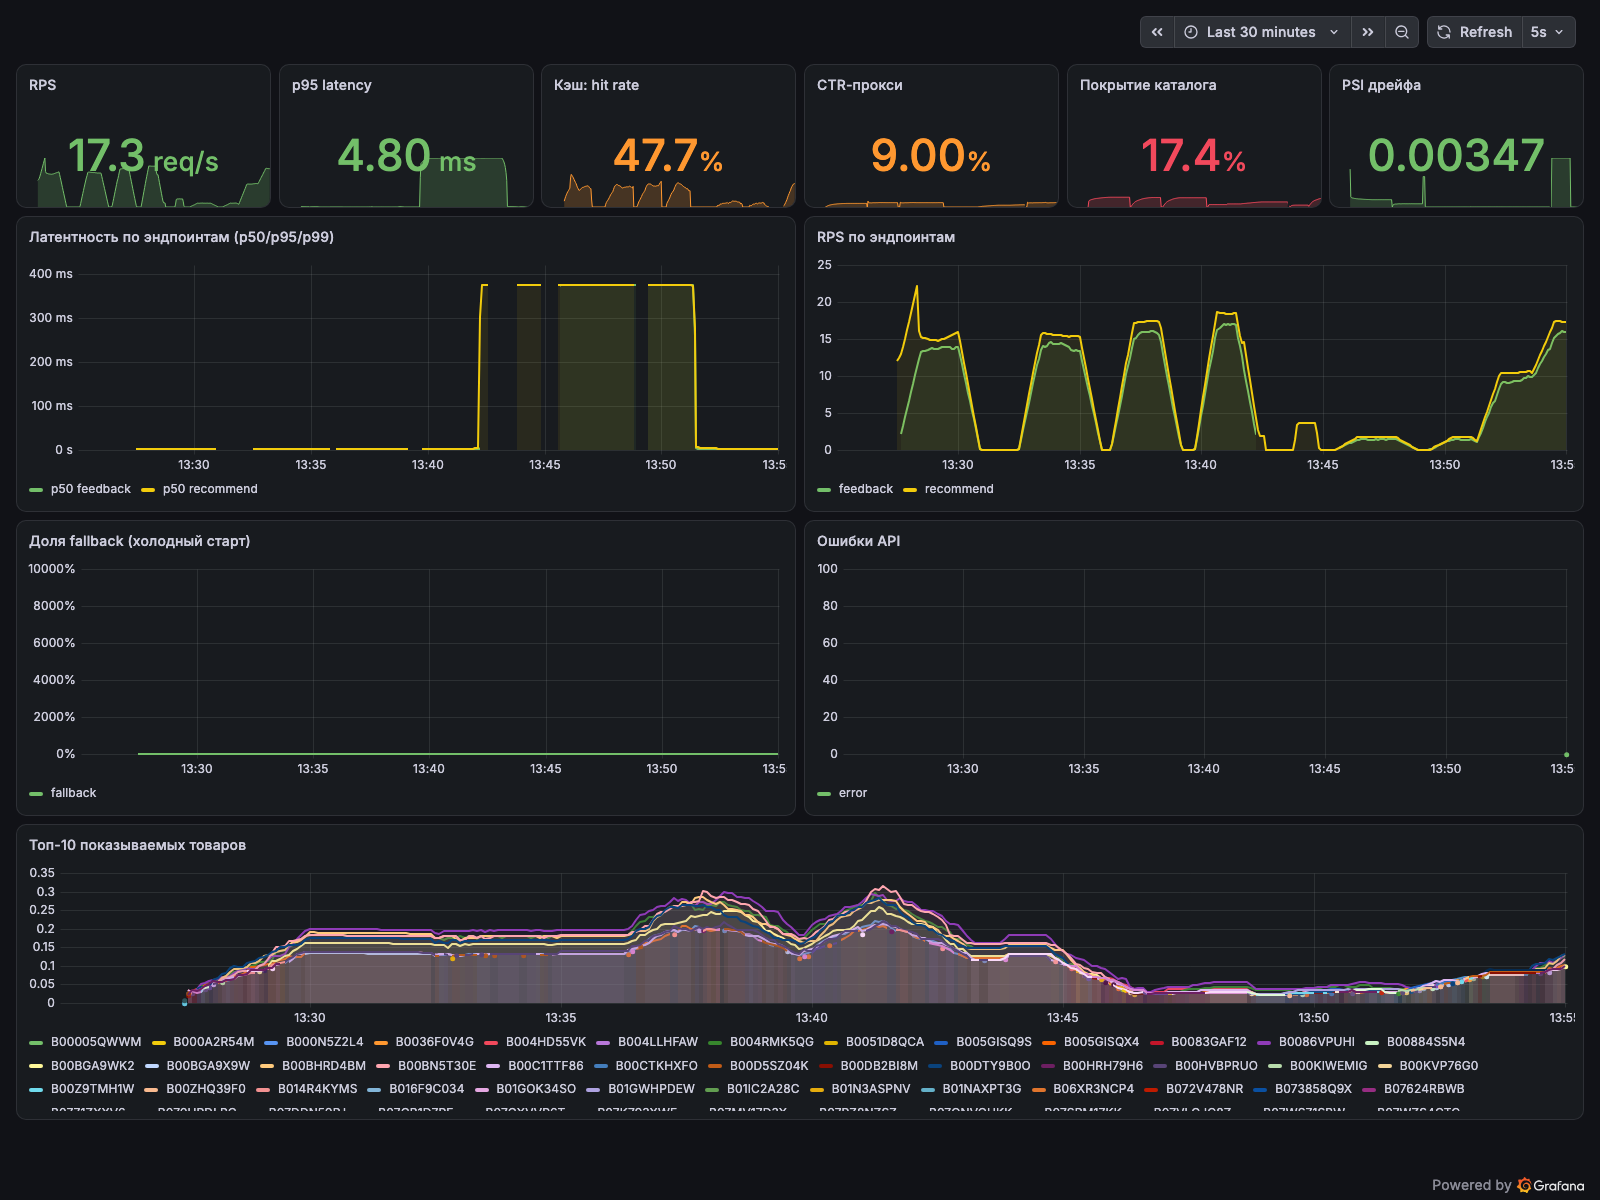 Last 30 minutes
Refresh
5s
RPS
17.3 req/s
p95 latency
4.80 ms
Кэш: hit rate
47.7%
CTR-прокси
9.00%
Покрытие каталога
17.4%
PSI дрейфа
0.00347
Латентность по эндпоинтам (p50/p95/p99)
400 ms
300 ms
200 ms
100 ms
0 s
13:30 13:35 13:40 13:45 13:50 13:5
p50 feedback p50 recommend
RPS по эндпоинтам
25
20
15
10
5
0
13:30 13:35 13:40 13:45 13:50 13:5
feedback recommend
Доля fallback (холодный старт)
10000%
8000%
6000%
4000%
2000%
0%
13:30 13:35 13:40 13:45 13:50 13:5
fallback
Ошибки API
100
80
60
40
20
0
13:30 13:35 13:40 13:45 13:50 13:5
error
Топ-10 показываемых товаров
0.35
0.3
0.25
0.2
0.15
0.1
0.05
0
13:30 13:35 13:40 13:45 13:50 13:5
B00005QWWM B000A2R54M B000N5Z2L4 B0036F0V4G B004HD55VK B004LLHFAW B004RMK5QG B0051D8QCA B005GISQ9S B005GISQX4 B0083GAF12 B0086VPUHI B00884S5N4
B00BGA9WK2 B00BGA9X9W B00BHRD4BM B00BN5T30E B00C1TTF86 B00CTKHXFO B00D5SZ04K B00DB2BI8M B00DTY9B0O B00HRH79H6 B00HVBPRUO B00KIWEMIG B00KVP76G0
B00Z9TMH1W B00ZHQ39F0 B014R4KYMS B016F9C034 B01GOK34SO B01GWHPDEW B01IC2A28C B01N3ASPNV B01NAXPT3G B06XR3NCP4 B072V478NR B073858Q9X B07624RBWB
Powered by Grafana